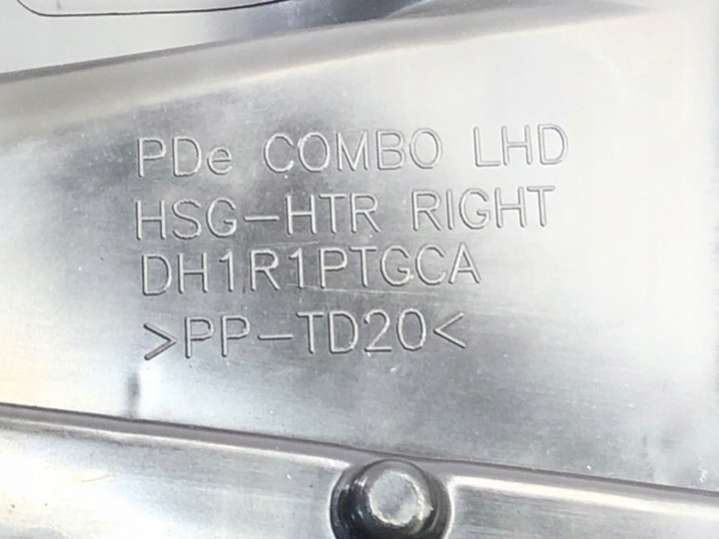 PDe COMBO LHD
HSG-HTR RIGHT
DH1R1PTGCA
>PP-TD20<